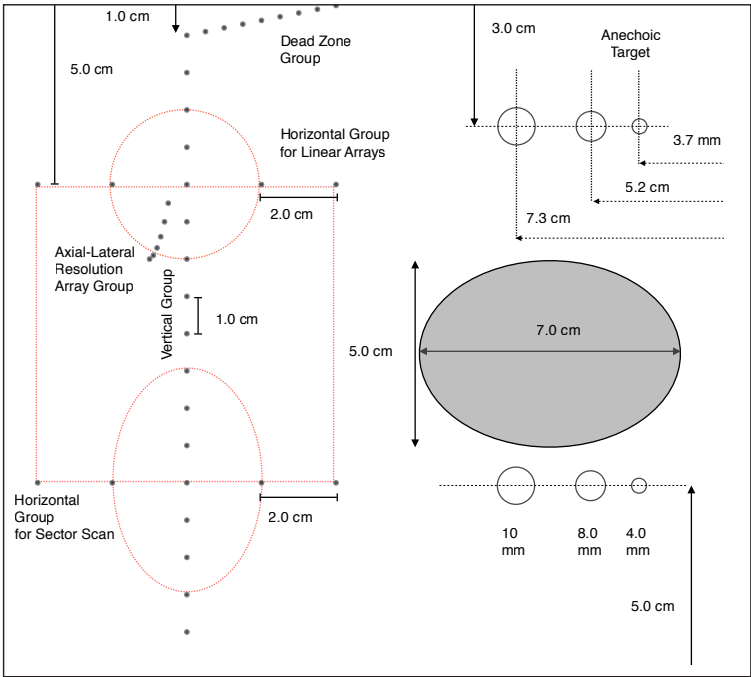 1.0 cm
5.0 cm
Dead Zone
Group
3.0 cm
Anechoic
Target
Horizontal Group
for Linear Arrays
3.7 mm
5.2 cm
2.0 cm
7.3 cm
Axial-Lateral
Resolution
Array Group
Vertical Group
1.0 cm
5.0 cm
7.0 cm
Horizontal
Group
for Sector Scan
2.0 cm
10
mm
8.0
mm
4.0
mm
5.0 cm